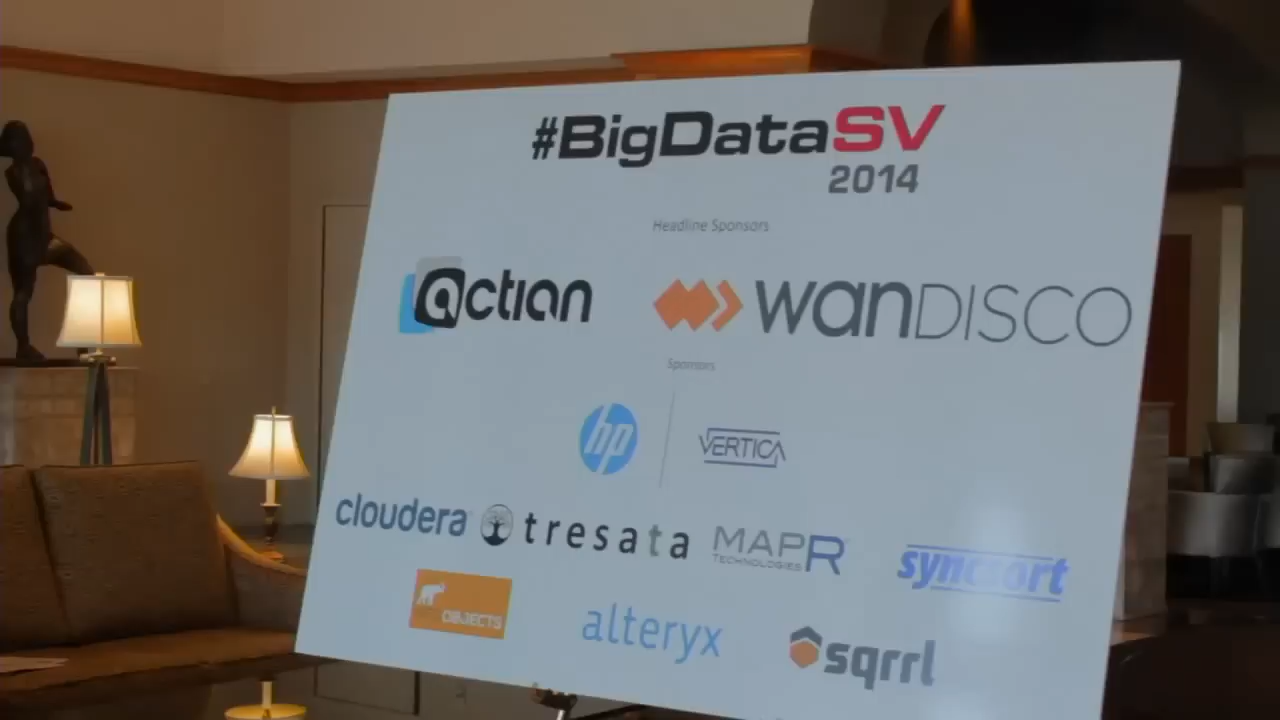 #BigDataSV
2014
Headline Sponsors
actian
WANDISCO
Sponsors
hp
VERTICA
cloudera
tresata
MAPR
TECHNOLOGIES
syncsort
OBJECTS
alteryx
sqrrl